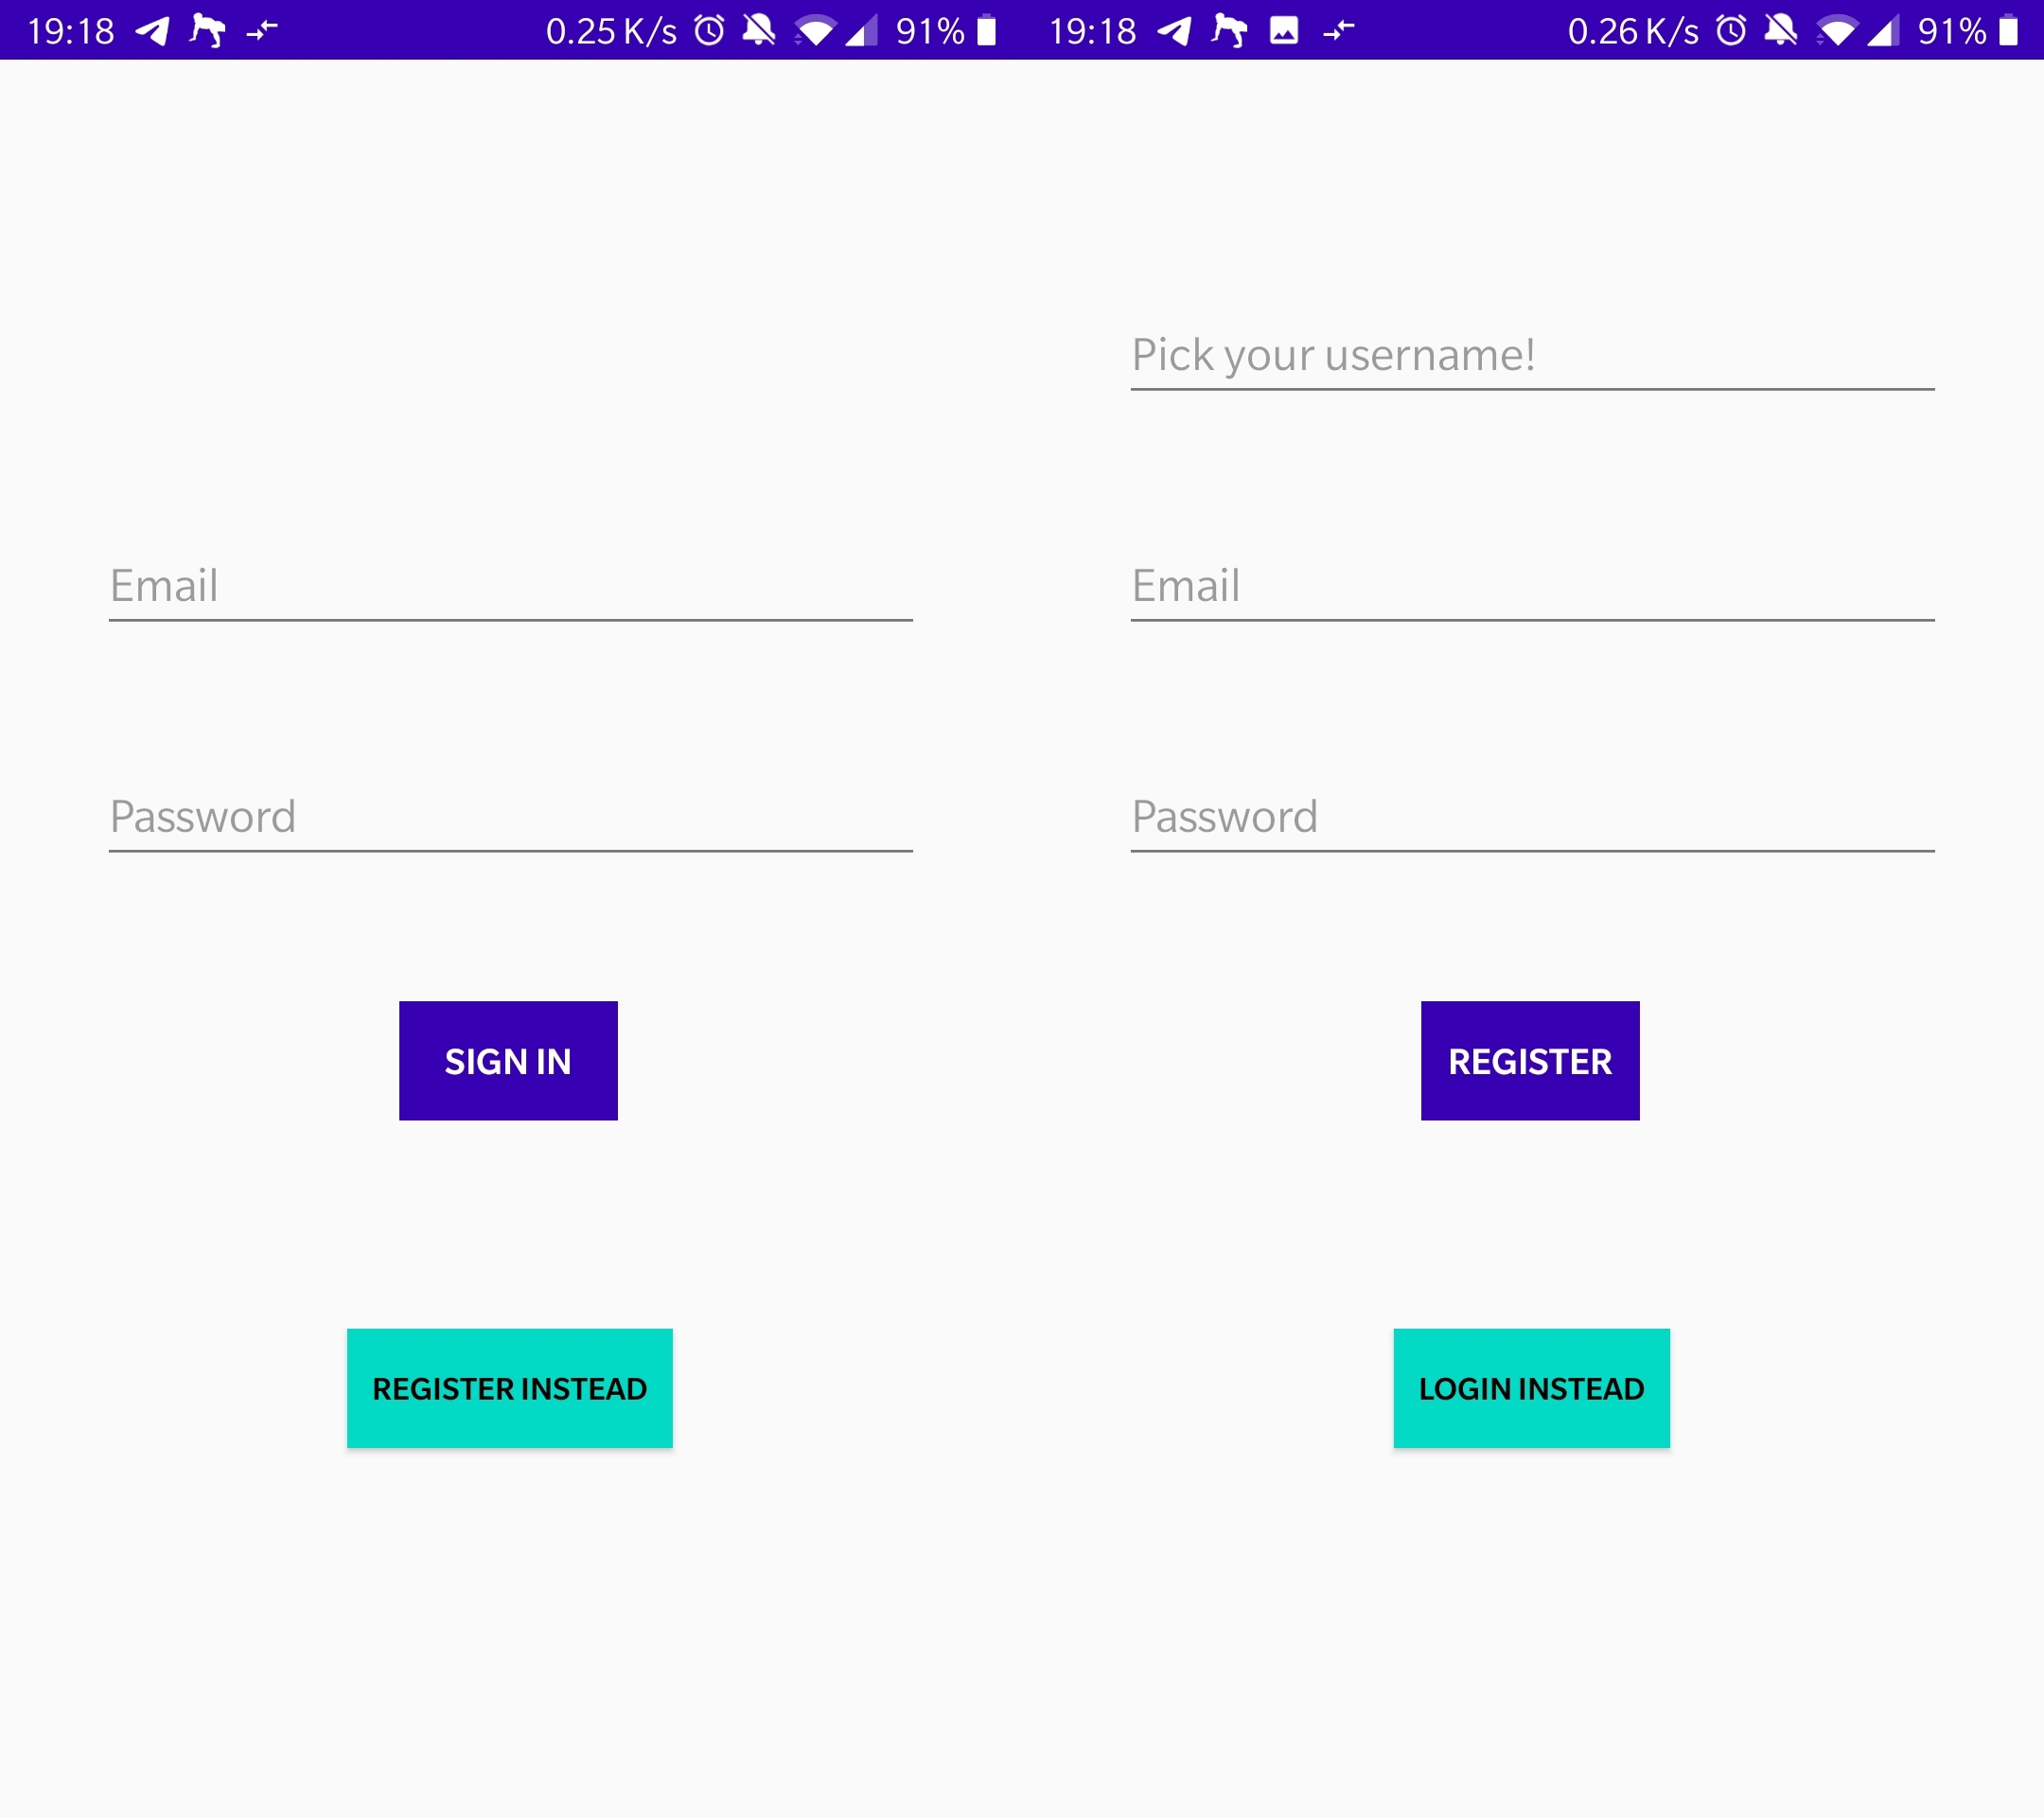 19:18 0.25 K/s 91%
Email
Password
SIGN IN
REGISTER INSTEAD
19:18 0.26 K/s 91%
Pick your username!
Email
Password
REGISTER
LOGIN INSTEAD